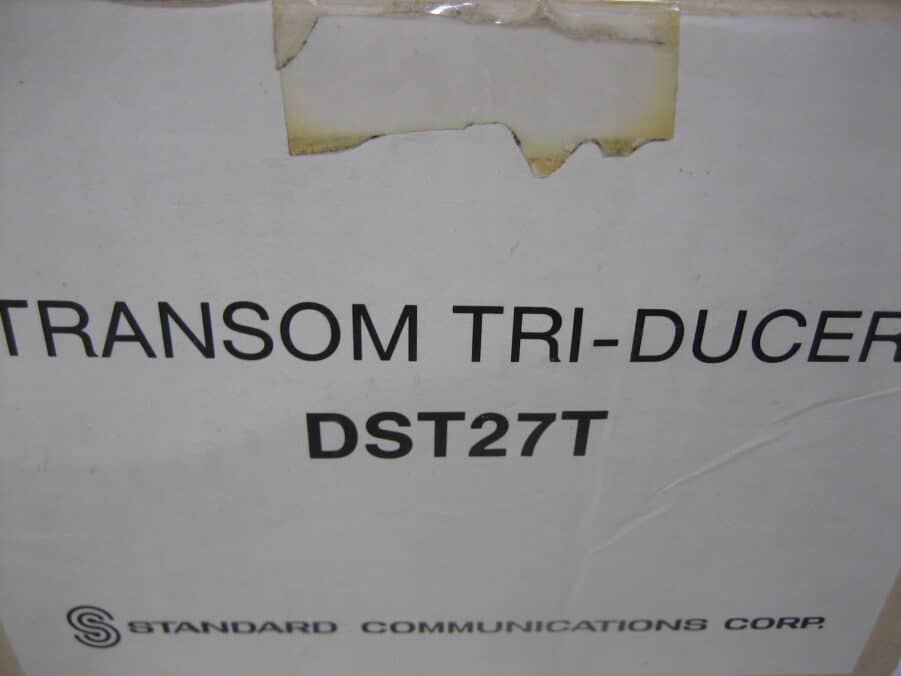 TRANSOM TRI-DUCER
DST27T
STANDARD COMMUNICATIONS CORP.